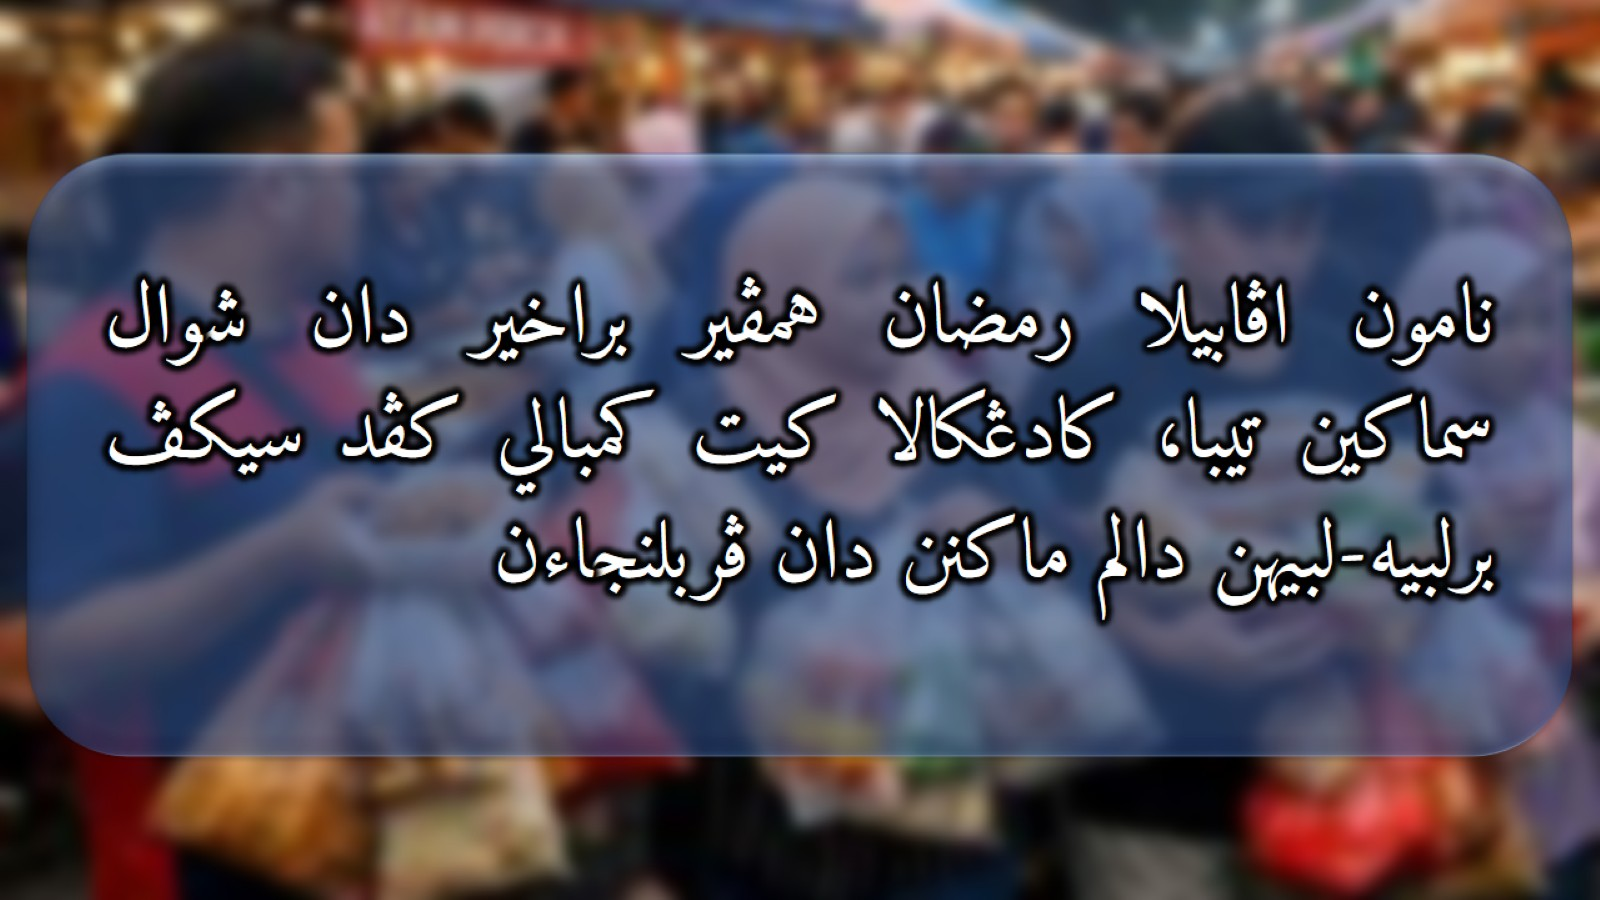 نامون اڤابيلا رمضان همڤير براخير دان شوال
سماکين تيبا، کادڠکالا کيت کمبالي کڤد سيکڤ
برلبيه-لبيهن دالم ماکنن دان ڤربلنجاءن